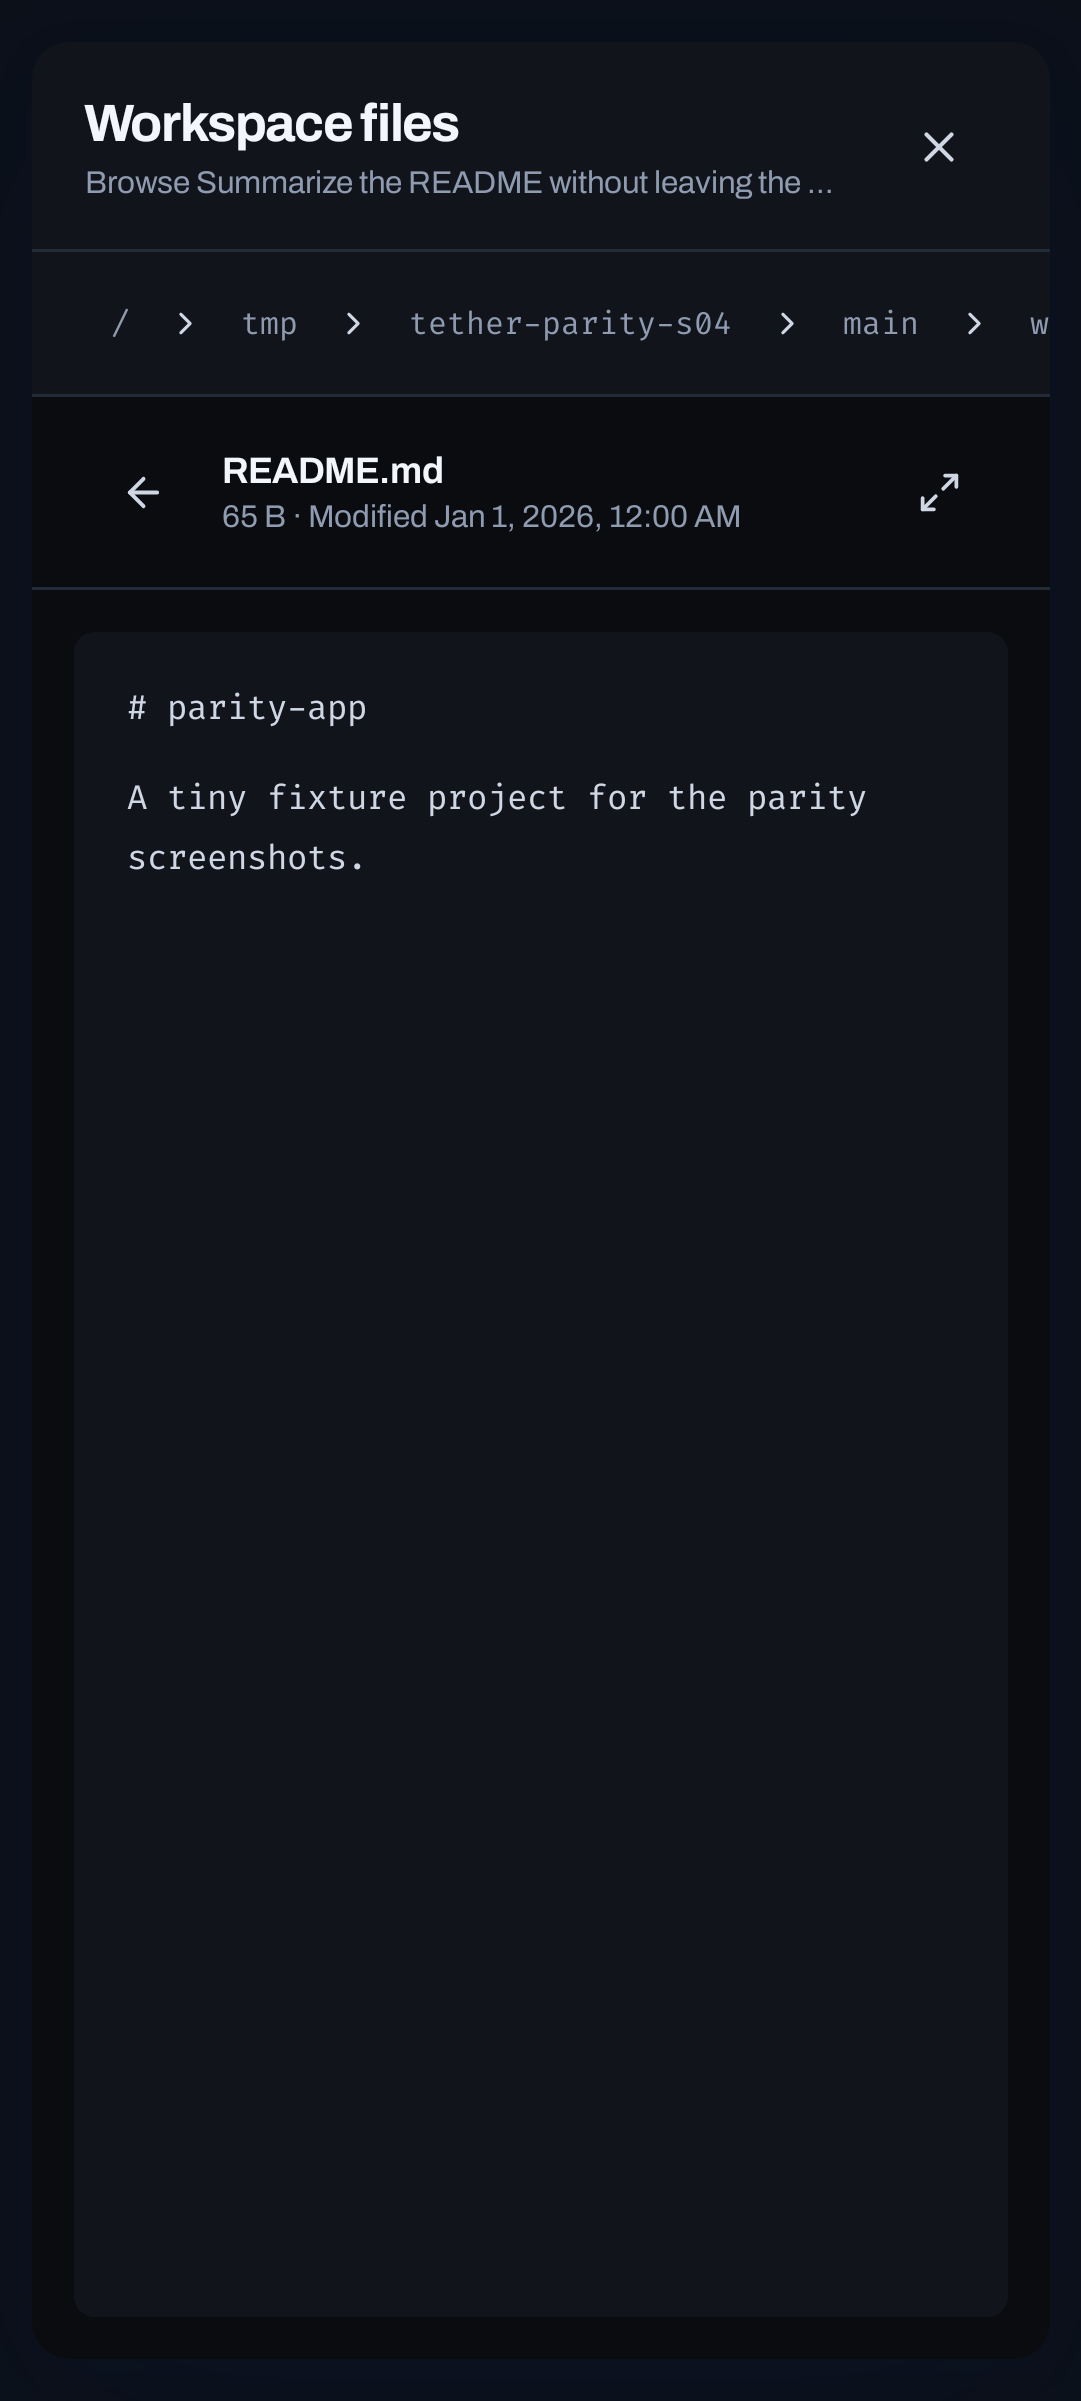 Workspace files
Browse Summarize the README without leaving the ...
/ > tmp > tether-parity-s04 > main > w
README.md
65 B · Modified Jan 1, 2026, 12:00 AM
# parity-app
A tiny fixture project for the parity
screenshots.